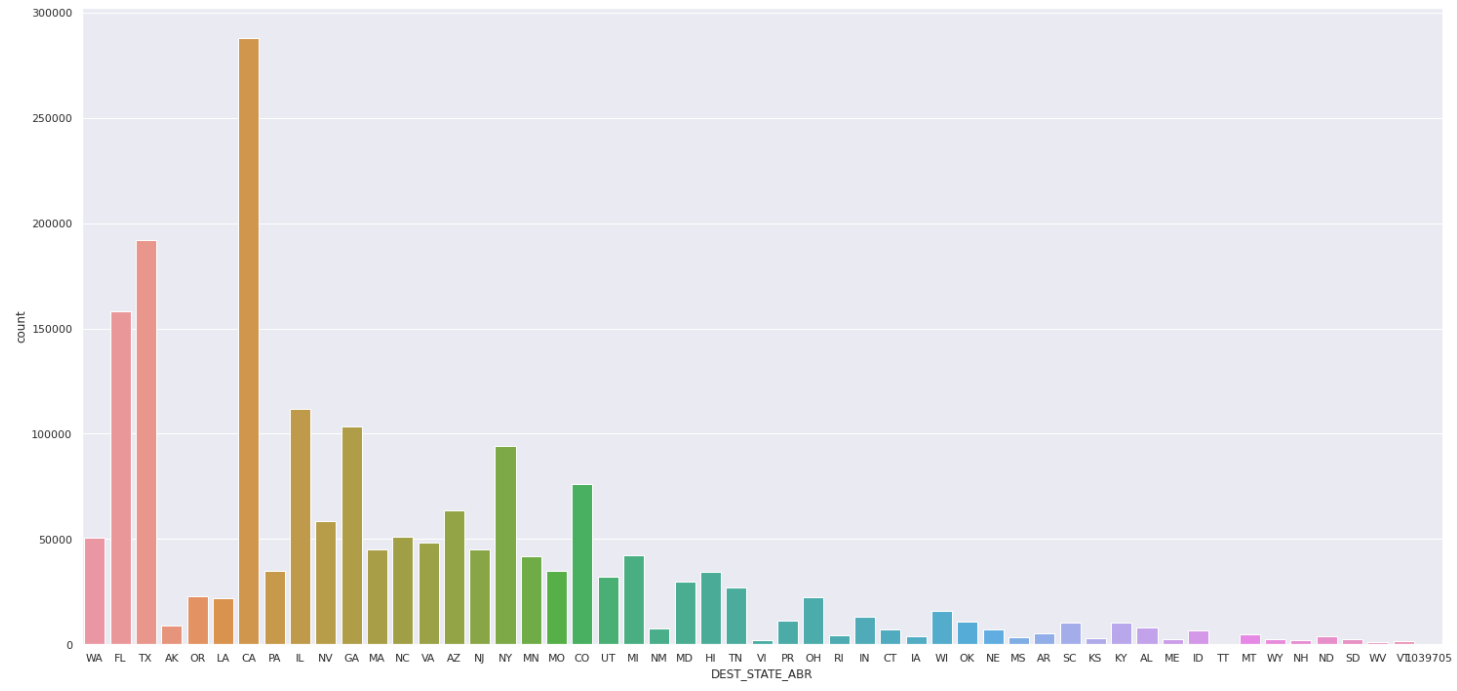 300000
250000
200000
150000
100000
50000
0
count
WA FL TX AK OR LA CA PA IL NV GA MA NC VA AZ NJ NY MN MO CO UT MI NM MD HI TN VI PR OH RI IN CT IA WI OK NE MS AR SC KS KY AL ME ID TT MT WY NH ND SD WV VT 1039705
DEST_STATE_ABR